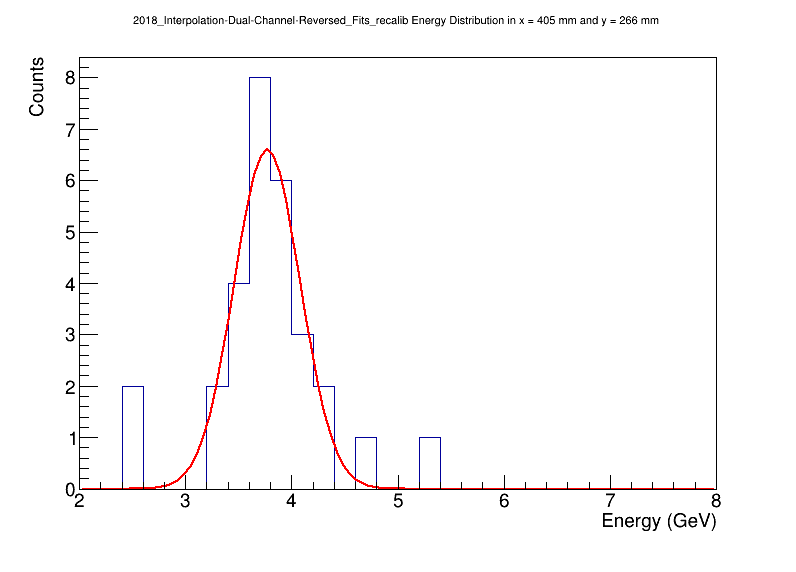 2018_Interpolation-Dual-Channel-Reversed_Fits_recalib Energy Distribution in x = 405 mm and y = 266 mm
Counts
8
7
6
5
4
3
2
1
0
2 3 4 5 6 7 8
Energy (GeV)